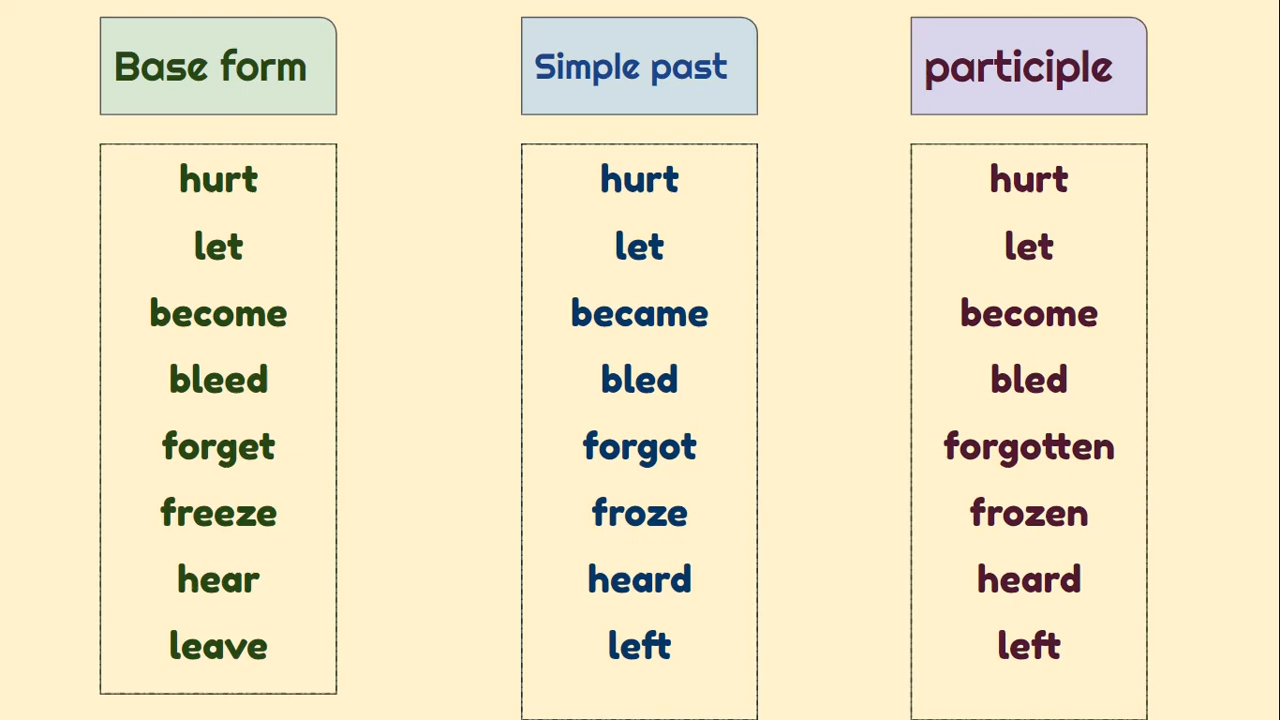 Base form Simple past participle
hurt hurt hurt
let let let
become became become
bleed bled bled
forget forgot forgotten
freeze froze frozen
hear heard heard
leave left left